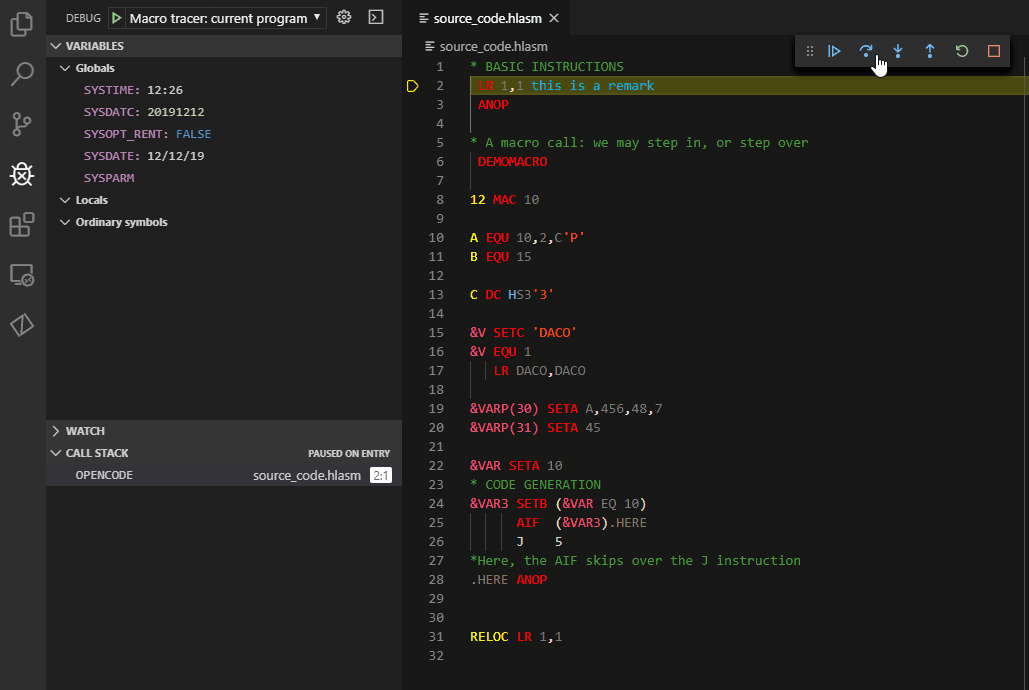 DEBUG Macro tracer: current program
VARIABLES
Globals
SYSTIME: 12:26
SYSDATC: 20191212
SYSOPT_RENT: FALSE
SYSDATE: 12/12/19
SYSPARM
Locals
Ordinary symbols
WATCH
CALL STACK PAUSED ON ENTRY
OPENCODE source_code.hlasm 2:1
source_code.hlasm
source_code.hlasm
1 * BASIC INSTRUCTIONS
2 LR 1,1 this is a remark
3 ANOP
4
5 * A macro call: we may step in, or step over
6 DEMOMACRO
7
8 12 MAC 10
9
10 A EQU 10,2,C'P'
11 B EQU 15
12
13 C DC HS3'3'
14
15 &V SETC 'DACO'
16 &V EQU 1
17 LR DACO,DACO
18
19 &VARP(30) SETA A,456,48,7
20 &VARP(31) SETA 45
21
22 &VAR SETA 10
23 * CODE GENERATION
24 &VAR3 SETB (&VAR EQ 10)
25 AIF (&VAR3).HERE
26 J 5
27 *Here, the AIF skips over the J instruction
28 .HERE ANOP
29
30
31 RELOC LR 1,1
32